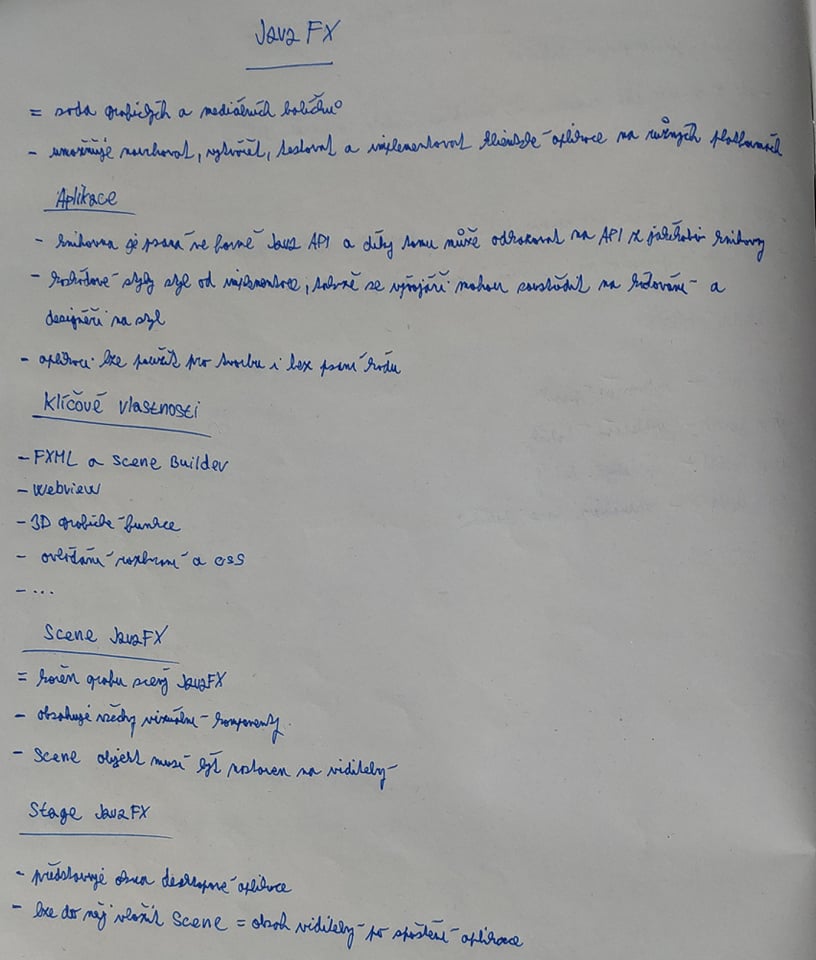 Java FX
= sada grafických a mediálních balíčků
- umožňuje navrhovat, vytvářet, testovat a implementovat klientské aplikace na různých platformách
Aplikace
- knihovna je psaná ve formě Java API a díky tomu může odkazovat na API z jakékoliv knihovny
- styly od implementace, takže se vývojáři mohou soustředit na kódování a
designéři na styl
- aplikaci lze použít pro tvorbu i bez psaní kódu
Klíčové vlastnosti
- FXML a Scene Builder
- WebView
- 3D grafické funkce
- ovládání rozhraní a CSS
- ...
Scene JavaFX
= kořen grafu scény JavaFX
- obsahuje všechny vizuální komponenty
- Scene objekt musí být nastaven na viditelný
Stage JavaFX
- představuje okna desktopové aplikace
- lze do něj vložit Scene = obsah viditelný po spuštění aplikace